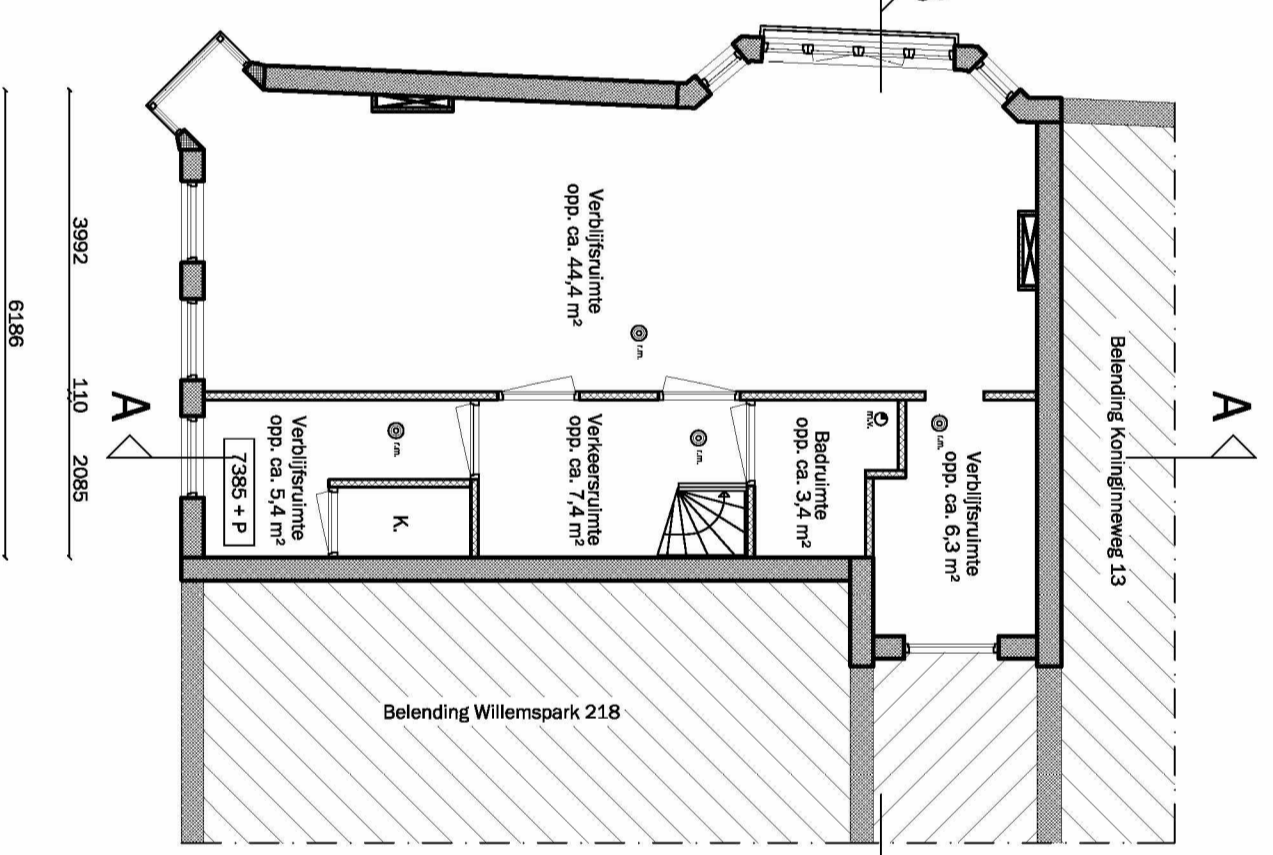 Verblijfsruimte
opp. ca. 44,4 m²
r.m.
3992
110
2085
6186
A
7385 + P
Verblijfsruimte
opp. ca. 5,4 m²
r.m.
K.
Verkeersruimte
opp. ca. 7,4 m²
r.m.
Badruimte
opp. ca. 3,4 m²
m.v.
Verblijfsruimte
opp. ca. 6,3 m²
r.m.
Belending Koninginneweg 13
A
Belending Willemspark 218